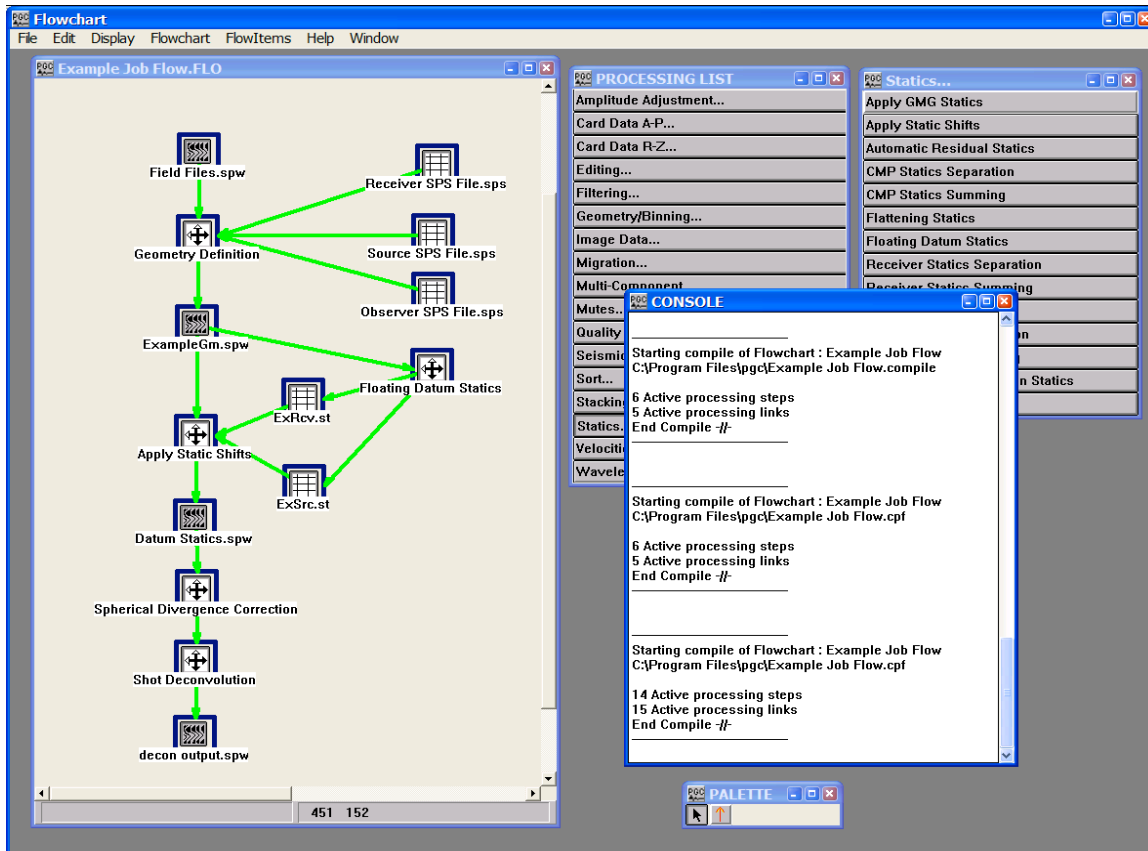 PGC Flowchart
File Edit Display Flowchart FlowItems Help Window
PGC Example Job Flow.FLO
Field Files.spw
Receiver SPS File.sps
Geometry Definition
Source SPS File.sps
Observer SPS File.sps
ExampleGm.spw
Floating Datum Statics
ExRcv.st
Apply Static Shifts
ExSrc.st
Datum Statics.spw
Spherical Divergence Correction
Shot Deconvolution
decon output.spw
451 152
PGC PROCESSING LIST
Amplitude Adjustment...
Card Data A-P...
Card Data R-Z...
Editing...
Filtering...
Geometry/Binning...
Image Data...
Migration...
Multi-Component
Mutes..
Quality
Seismic
Sort...
Stacking
Statics.
Velociti
Wavele
PGC Statics...
Apply GMG Statics
Apply Static Shifts
Automatic Residual Statics
CMP Statics Separation
CMP Statics Summing
Flattening Statics
Floating Datum Statics
Receiver Statics Separation
Receiver Statics Summing
on
n Statics
PGC CONSOLE
Starting compile of Flowchart : Example Job Flow
C:\Program Files\pgc\Example Job Flow.compile
6 Active processing steps
5 Active processing links
End Compile -//-
Starting compile of Flowchart : Example Job Flow
C:\Program Files\pgc\Example Job Flow.cpf
6 Active processing steps
5 Active processing links
End Compile -//-
Starting compile of Flowchart : Example Job Flow
C:\Program Files\pgc\Example Job Flow.cpf
14 Active processing steps
15 Active processing links
End Compile -//-
PGC PALETTE